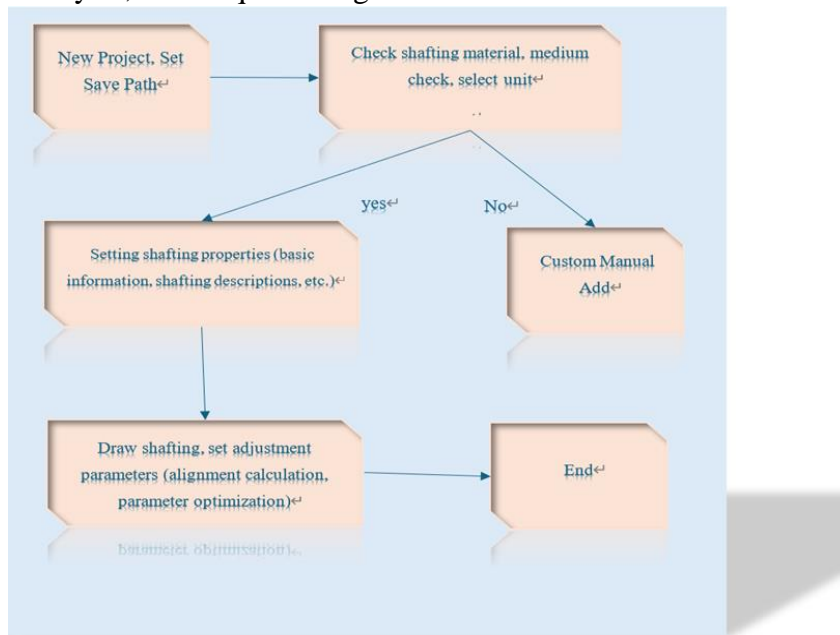 New Project, Set
Save Path↵
Check shafting material, medium
check, select unit↵
yes↵
No↵
Setting shafting properties (basic
information, shafting descriptions, etc.)↵
Custom Manual
Add↵
Draw shafting, set adjustment
parameters (alignment calculation,
parameter optimization)↵
End↵